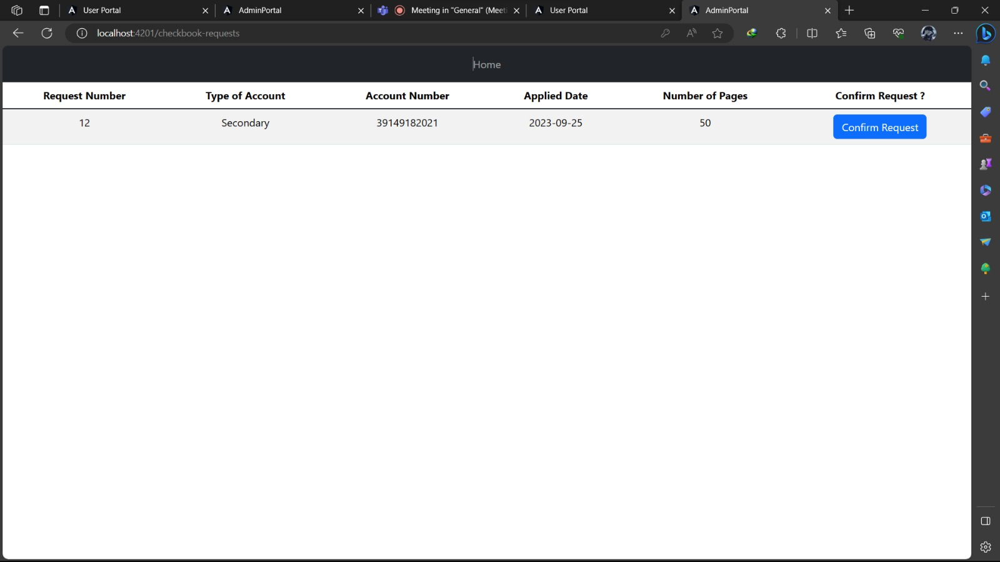 User Portal
AdminPortal
Meeting in "General" (Meeti
User Portal
AdminPortal
localhost:4201/checkbook-requests
Home
Request Number Type of Account Account Number Applied Date Number of Pages Confirm Request ?
12 Secondary 39149182021 2023-09-25 50 Confirm Request